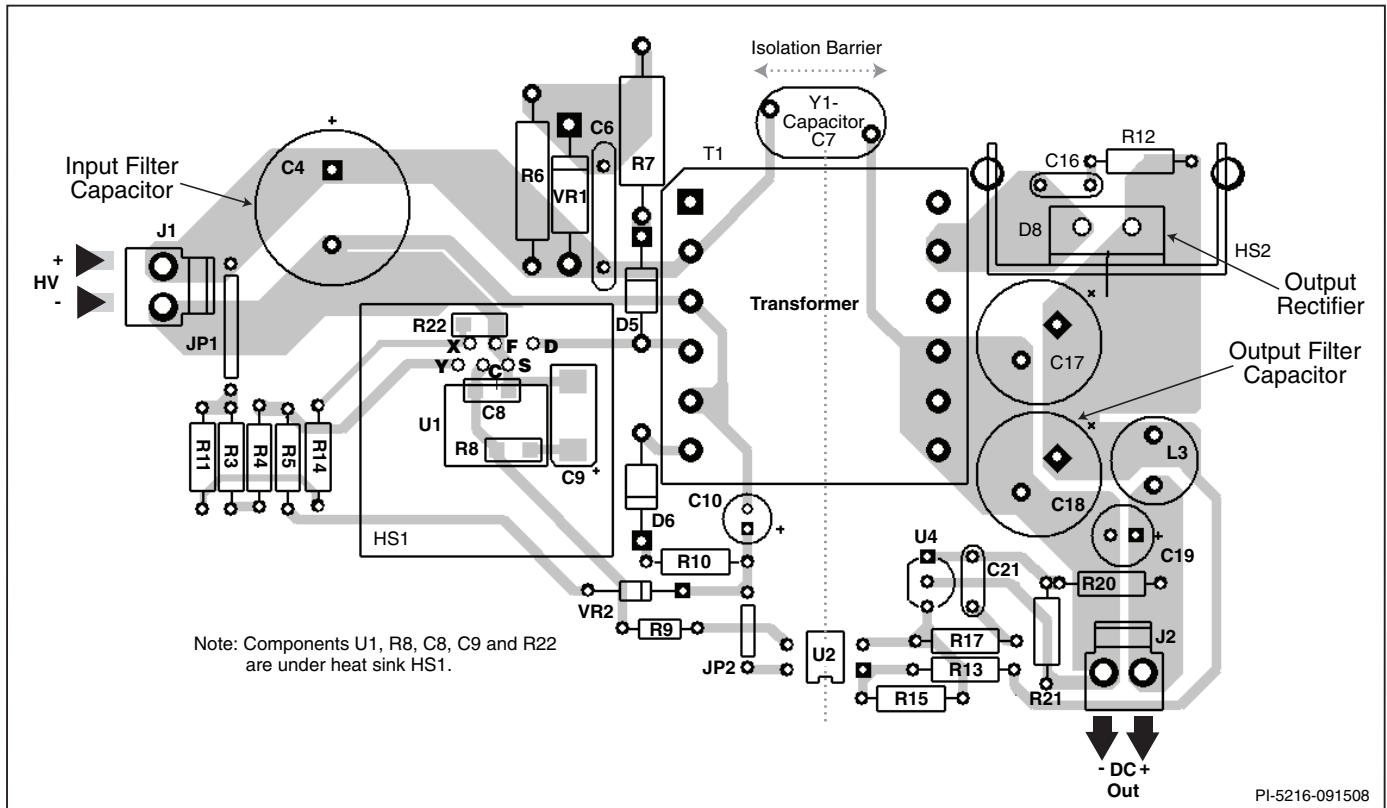 Isolation Barrier
Y1-
Capacitor
C7
+
C4
Input Filter
Capacitor
C6
R6
VR1
R7
T1
R12
C16
D8
HS2
Output
Rectifier
J1
+
HV
-
JP1
Transformer
D5
R22
X
F
D
Y
C
S
C8
U1
R8
C9
+
x
C17
Output Filter
Capacitor
x
C18
L3
R11
R3
R4
R5
R14
HS1
D6
C10
+
R10
VR2
R9
JP2
U2
U4
C21
C19
+
R20
R17
R13
R15
R21
J2
Note: Components U1, R8, C8, C9 and R22
are under heat sink HS1.
- DC +
Out
PI-5216-091508